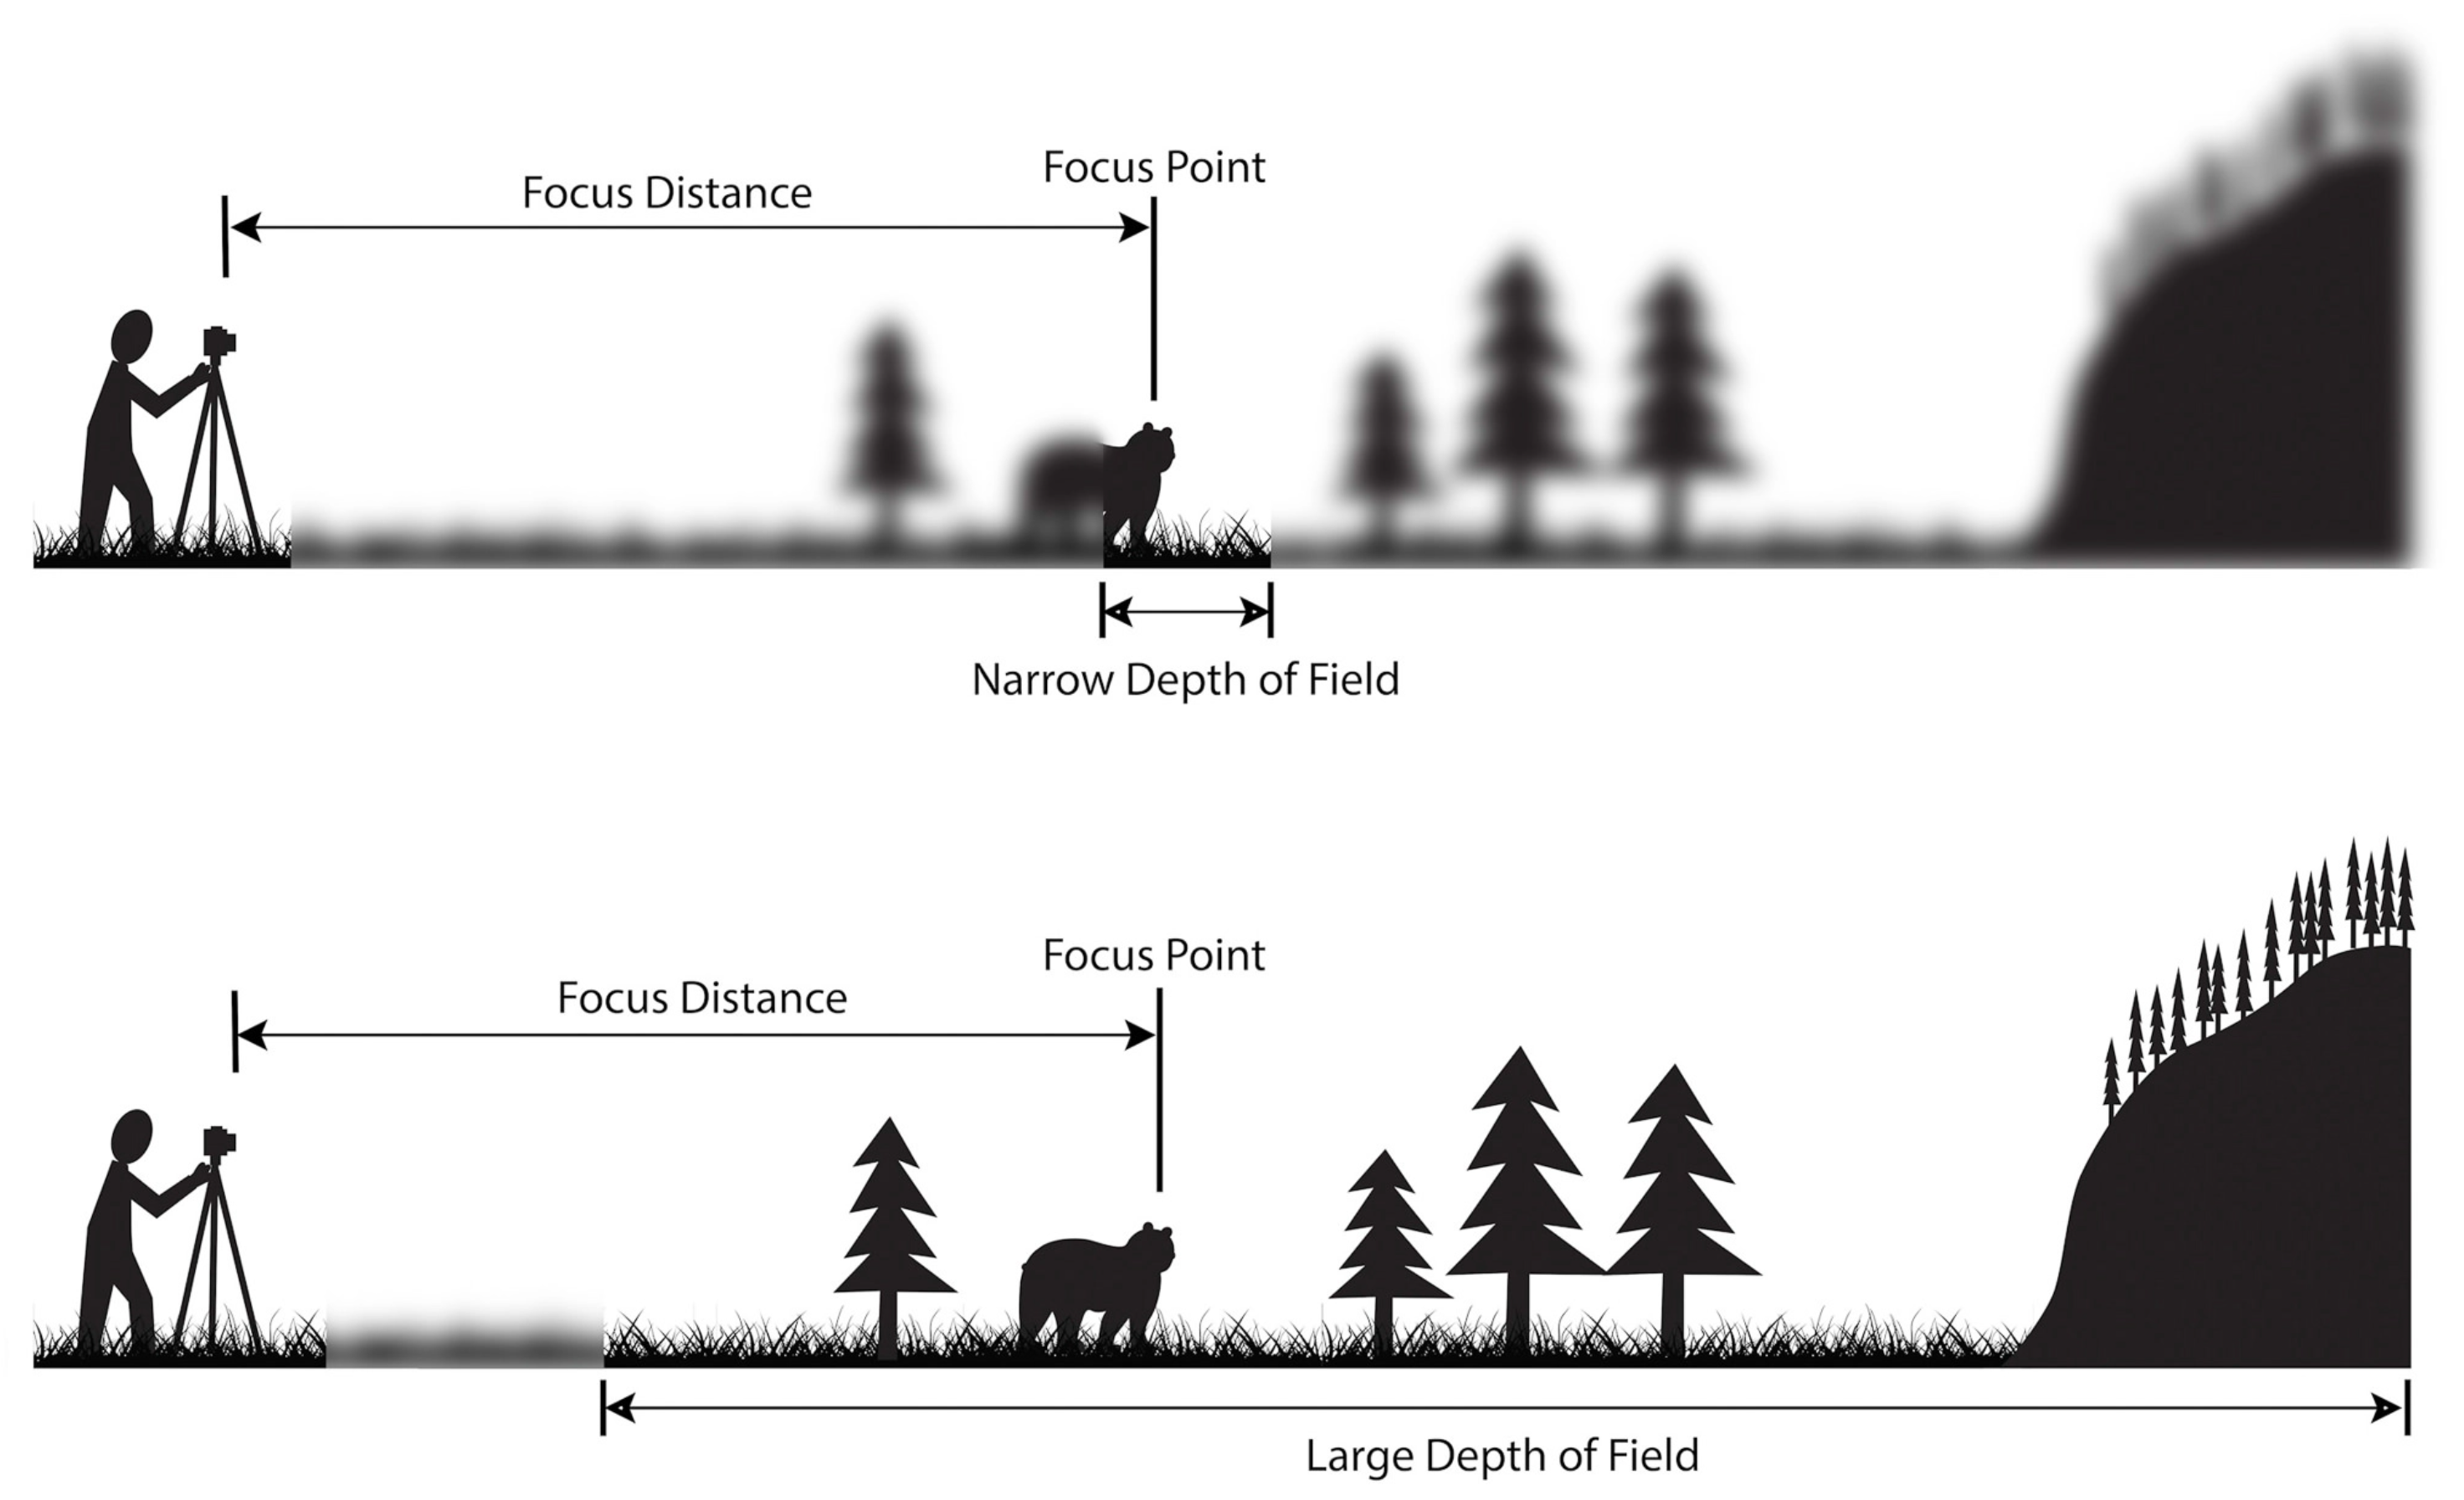 Focus Point
Focus Distance
Narrow Depth of Field
Focus Point
Focus Distance
Large Depth of Field